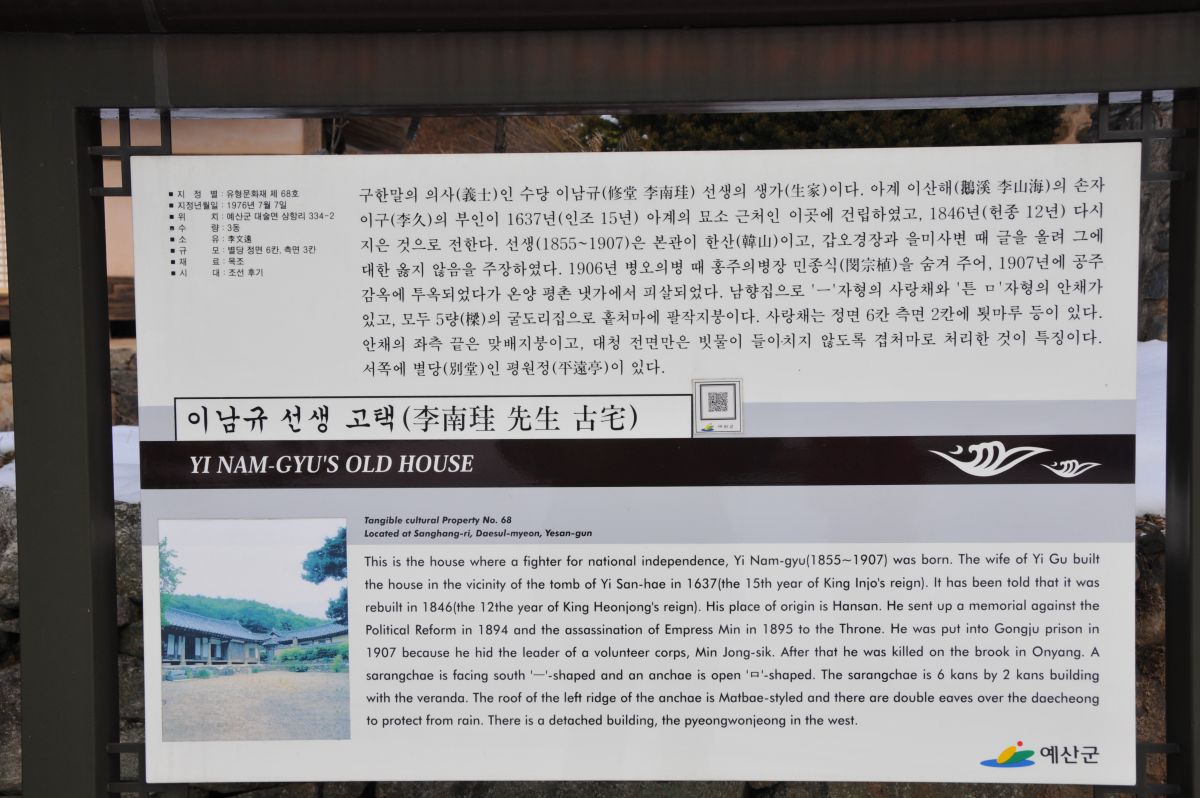 ■ 지 정 별 : 유형문화재 제 68호
■ 지정년월일 : 1976년 7월 7일
■ 위 치 : 예산군 대술면 상항리 334-2
■ 수 량 : 3동
■ 소 유 : 李文遠
■ 규 모 : 별당 정면 6칸, 측면 3칸
■ 재 료 : 목조
■ 시 대 : 조선 후기
구한말의 의사(義士)인 수당 이남규(修堂 李南珪) 선생의 생가(生家)이다. 아계 이산해(鵝溪 李山海)의 손자
이구(李久)의 부인이 1637년(인조 15년) 아계의 묘소 근처인 이곳에 건립하였고, 1846년(헌종 12년) 다시
지은 것으로 전한다. 선생(1855~1907)은 본관이 한산(韓山)이고, 갑오경장과 을미사변 때 글을 올려 그에
대한 옳지 않음을 주장하였다. 1906년 병오의병 때 홍주의병장 민종식(閔宗植)을 숨겨 주어, 1907년에 공주
감옥에 투옥되었다가 온양 평촌 냇가에서 피살되었다. 남향집으로 'ㅡ'자형의 사랑채와 '튼 ㅁ'자형의 안채가
있고, 모두 5량(樑)의 굴도리집으로 홑처마에 팔작지붕이다. 사랑채는 정면 6칸 측면 2칸에 툇마루 등이 있다.
안채의 좌측 끝은 맞배지붕이고, 대청 전면만은 빗물이 들이치지 않도록 겹처마로 처리한 것이 특징이다.
서쪽에 별당(別堂)인 평원정(平遠亭)이 있다.
이남규 선생 고택(李南珪 先生 古宅)
예산군
YI NAM-GYU'S OLD HOUSE
Tangible cultural Property No. 68
Located at Sanghang-ri, Daesul-myeon, Yesan-gun
This is the house where a fighter for national independence, Yi Nam-gyu(1855~1907) was born. The wife of Yi Gu built
the house in the vicinity of the tomb of Yi San-hae in 1637(the 15th year of King Injo's reign). It has been told that it was
rebuilt in 1846(the 12the year of King Heonjong's reign). His place of origin is Hansan. He sent up a memorial against the
Political Reform in 1894 and the assassination of Empress Min in 1895 to the Throne. He was put into Gongju prison in
1907 because he hid the leader of a volunteer corps, Min Jong-sik. After that he was killed on the brook in Onyang. A
sarangchae is facing south 'ㅡ'-shaped and an anchae is open 'ㅁ'-shaped. The sarangchae is 6 kans by 2 kans building
with the veranda. The roof of the left ridge of the anchae is Matbae-styled and there are double eaves over the daecheong
to protect from rain. There is a detached building, the pyeongwonjeong in the west.
예산군